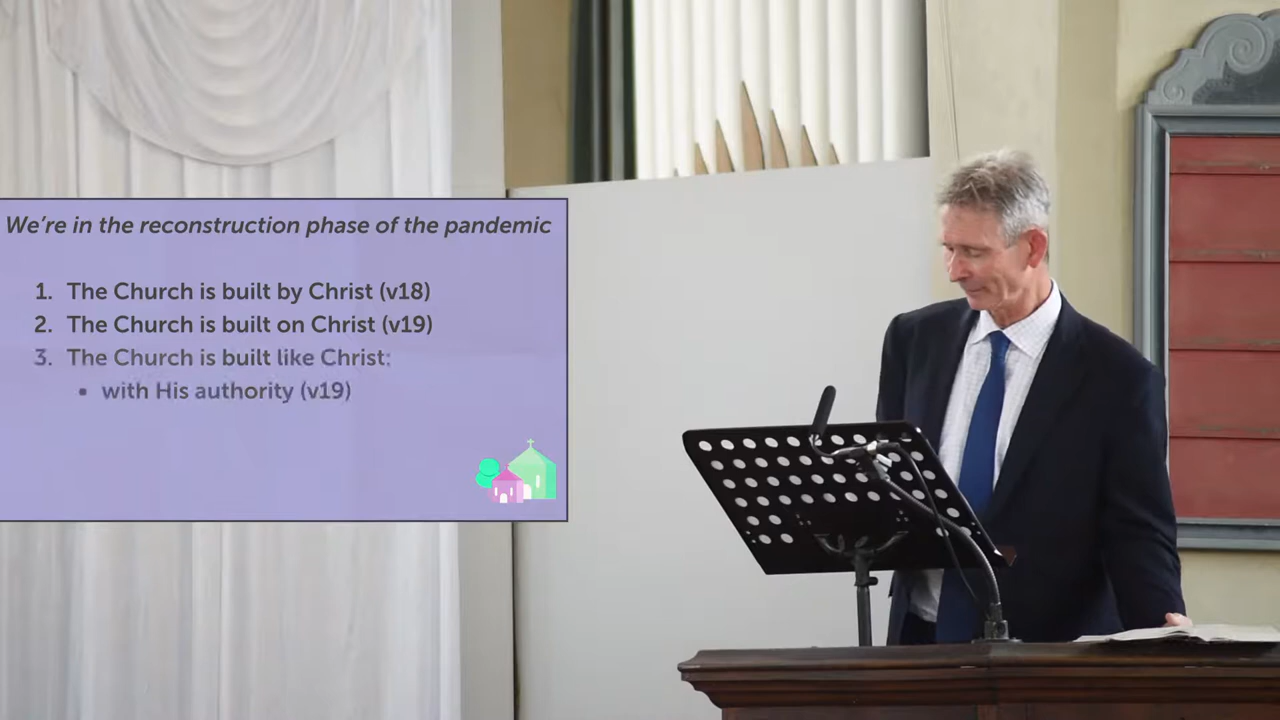 We're in the reconstruction phase of the pandemic
1. The Church is built by Christ (v18)
2. The Church is built on Christ (v19)
3. The Church is built like Christ:
• with His authority (v19)